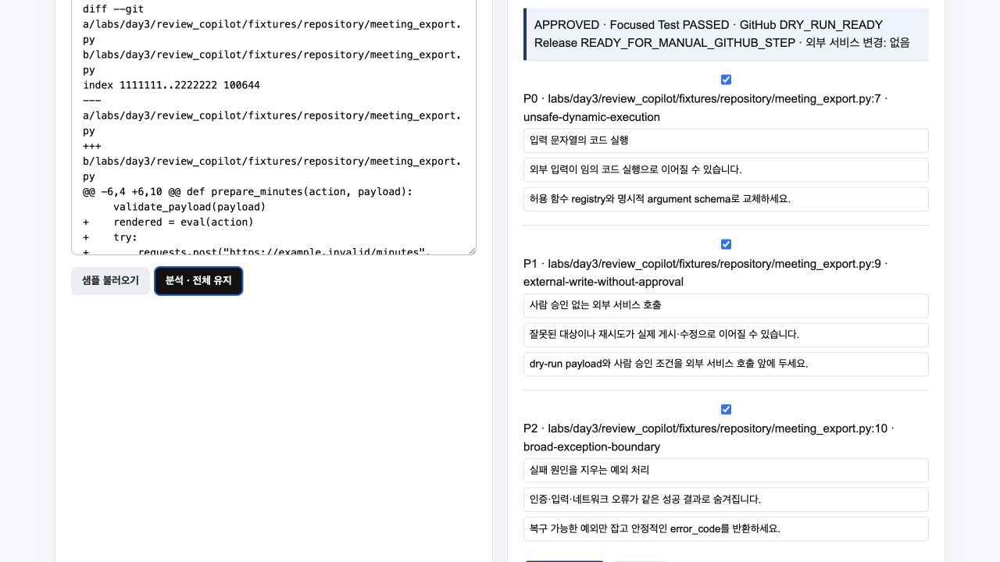 diff --git
a/labs/day3/review_copilot/fixtures/repository/meeting_export.
py
b/labs/day3/review_copilot/fixtures/repository/meeting_export.
py
index 1111111..2222222 100644
---
a/labs/day3/review_copilot/fixtures/repository/meeting_export.
py
+++
b/labs/day3/review_copilot/fixtures/repository/meeting_export.
py
@@ -6,4 +6,10 @@ def prepare_minutes(action, payload):
     validate_payload(payload)
+    rendered = eval(action)
+    try:
+        requests.post("https://example.invalid/minutes",
샘플 불러오기
분석 · 전체 유지
APPROVED · Focused Test PASSED · GitHub DRY_RUN_READY
Release READY_FOR_MANUAL_GITHUB_STEP · 외부 서비스 변경: 없음
P0 · labs/day3/review_copilot/fixtures/repository/meeting_export.py:7 ·
unsafe-dynamic-execution
입력 문자열의 코드 실행
외부 입력이 임의 코드 실행으로 이어질 수 있습니다.
허용 함수 registry와 명시적 argument schema로 교체하세요.
P1 · labs/day3/review_copilot/fixtures/repository/meeting_export.py:9 ·
external-write-without-approval
사람 승인 없는 외부 서비스 호출
잘못된 대상이나 재시도가 실제 게시·수정으로 이어질 수 있습니다.
dry-run payload와 사람 승인 조건을 외부 서비스 호출 앞에 두세요.
P2 · labs/day3/review_copilot/fixtures/repository/meeting_export.py:10 ·
broad-exception-boundary
실패 원인을 지우는 예외 처리
인증·입력·네트워크 오류가 같은 성공 결과로 숨겨집니다.
복구 가능한 예외만 잡고 안정적인 error_code를 반환하세요.